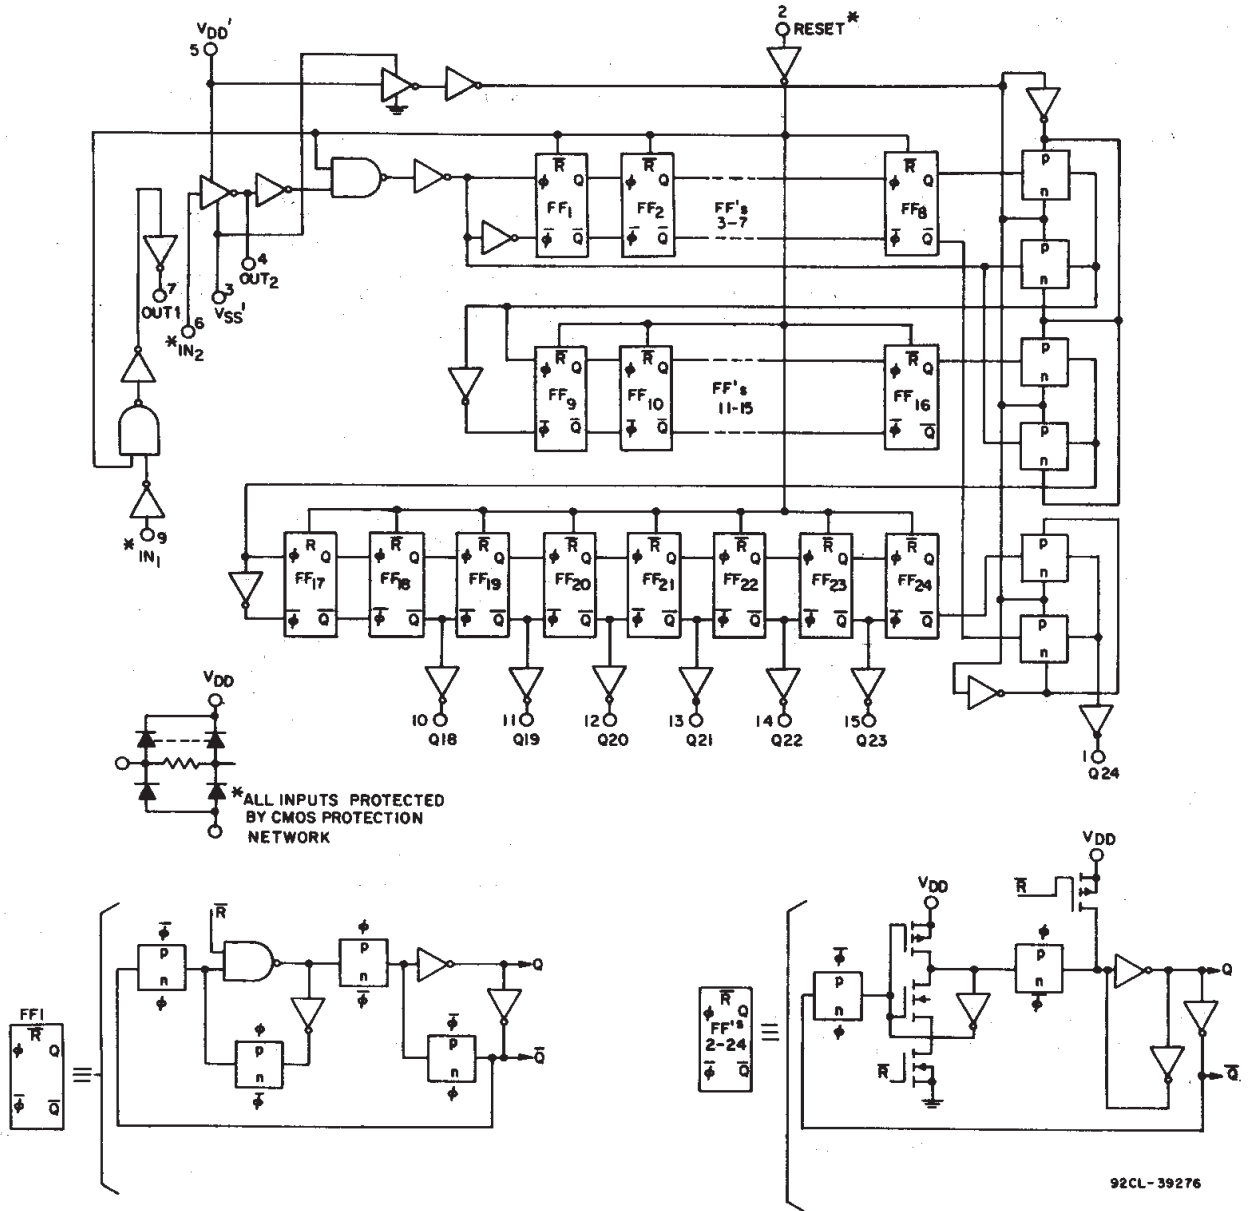 2
RESET*
VDD'
5
R̅ R̅ R̅
ϕ Q ϕ Q ϕ Q
FF1 FF2 FF's 3-7 FF8
ϕ̅ Q̅ ϕ̅ Q̅ ϕ̅ Q̅
p
n
p
n
4
OUT2
7
OUT1
3
VSS'
6
*IN2
R̅ R̅ R̅
ϕ Q ϕ Q ϕ Q
FF9 FF10 FF's 11-15 FF16
ϕ̅ Q̅ ϕ̅ Q̅ ϕ̅ Q̅
p
n
p
n
9
* IN1
R R̅ R̅ R̅ R̅ R̅ R̅ R̅
ϕ Q ϕ Q ϕ Q ϕ Q ϕ Q ϕ Q ϕ Q ϕ Q
FF17 FF18 FF19 FF20 FF21 FF22 FF23 FF24
ϕ̅ Q̅ ϕ̅ Q̅ ϕ̅ Q̅ ϕ̅ Q̅ ϕ̅ Q̅ ϕ̅ Q̅ ϕ̅ Q̅ ϕ̅ Q̅
p
n
p
n
10 11 12 13 14 15
Q18 Q19 Q20 Q21 Q22 Q23
1
Q24
VDD
*ALL INPUTS PROTECTED
BY CMOS PROTECTION
NETWORK
FF1
R̅
ϕ Q
ϕ̅ Q̅
≡
R̅
ϕ̅
p
n
ϕ
ϕ
p
n
ϕ̅
ϕ
p
n
ϕ̅
ϕ̅
p
n
ϕ
Q
Q̅
R̅
ϕ Q
FF's
2-24
ϕ̅ Q̅
≡
VDD
VDD
R̅
ϕ̅
p
n
ϕ
R̅
ϕ
p
n
ϕ̅
Q
Q̅
92CL-39276